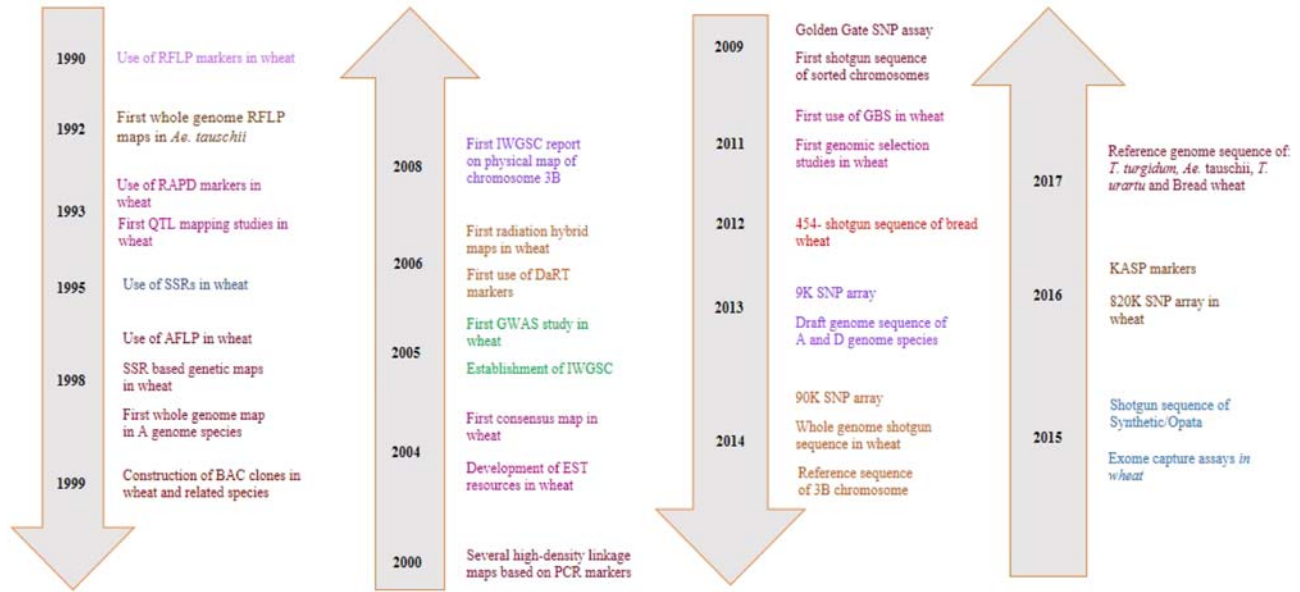 1990
Use of RFLP markers in wheat
1992
First whole genome RFLP
maps in Ae. tauschii
1993
Use of RAPD markers in
wheat
First QTL mapping studies in
wheat
1995
Use of SSRs in wheat
1998
Use of AFLP in wheat
SSR based genetic maps
in wheat
First whole genome map
in A genome species
1999
Construction of BAC clones in
wheat and related species
2008
First IWGSC report
on physical map of
chromosome 3B
2006
First radiation hybrid
maps in wheat
First use of DaRT
markers
2005
First GWAS study in
wheat
Establishment of IWGSC
2004
First consensus map in
wheat
Development of EST
resources in wheat
2000
Several high-density linkage
maps based on PCR markers
2009
Golden Gate SNP assay
First shotgun sequence
of sorted chromosomes
2011
First use of GBS in wheat
First genomic selection
studies in wheat
2012
454- shotgun sequence of bread
wheat
2013
9K SNP array
Draft genome sequence of
A and D genome species
2014
90K SNP array
Whole genome shotgun
sequence in wheat
Reference sequence
of 3B chromosome
2017
Reference genome sequence of:
T. turgidum, Ae. tauschii, T.
urartu and Bread wheat
2016
KASP markers
820K SNP array in
wheat
2015
Shotgun sequence of
Synthetic/Opata
Exome capture assays in
wheat